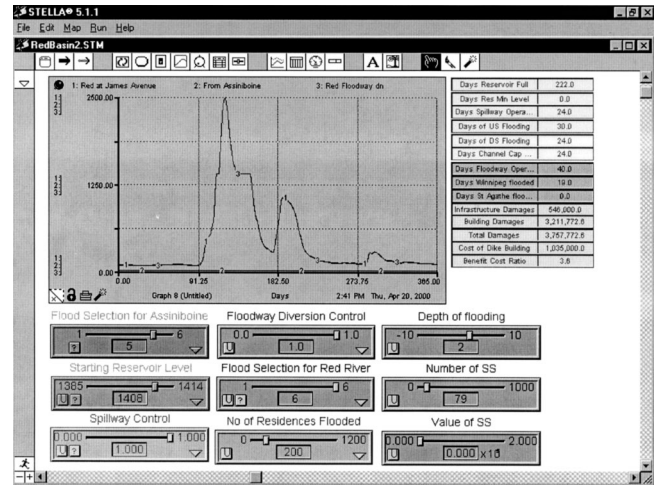 STELLA® 5.1.1
File Edit Map Run Help
RedBasin2.STM
A
1: Red at James Avenue 2: From Assiniboine 3: Red Floodway dn
2500.00
1250.00
0.00
0.00 91.25 182.50 273.75 365.00
Graph 8 (Untitled) Days 2:41 PM Thu, Apr 20, 2000
Days Reservoir Full 222.0
Days Res Min Level 0.0
Days Spillway Opera... 24.0
Days of US Flooding 30.0
Days of DS Flooding 24.0
Days Channel Cap ... 24.0
Days Floodway Oper... 40.0
Days Winnipeg flooded 19.0
Days St Agathe floo... 0.0
Infrastructure Damages 546,000.0
Building Damages 3,211,772.6
Total Damages 3,757,772.6
Cost of Dike Building 1,035,000.0
Benefit Cost Ratio 3.6
Flood Selection for Assiniboine
1 6
? 5
Floodway Diversion Control
0.0 1.0
U 1.0
Depth of flooding
-10 10
U 2
Starting Reservoir Level
1385 1414
U ? 1408
Flood Selection for Red River
1 6
U ? 6
Number of SS
0 1000
U 79
Spillway Control
0.000 1.000
U ? 1.000
No of Residences Flooded
0 1200
U 200
Value of SS
0.000 2.000
U 0.000